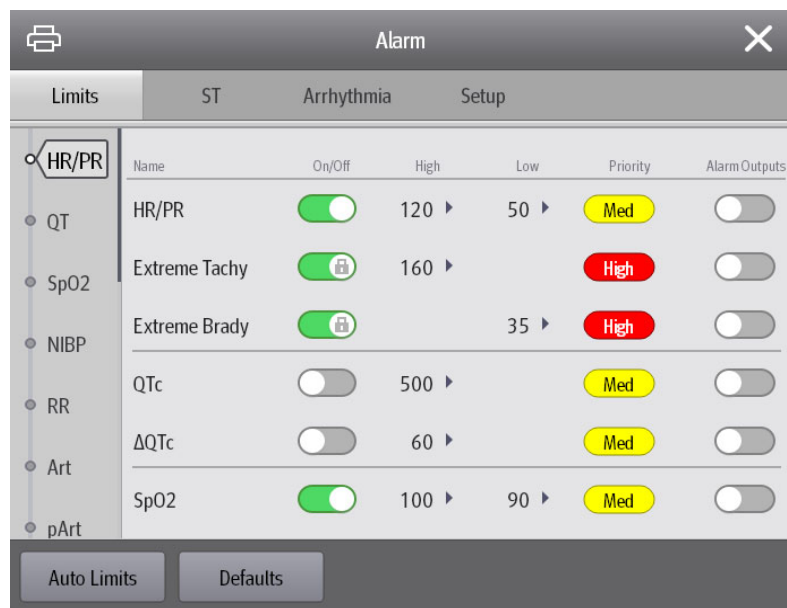 Alarm
Limits ST Arrhythmia Setup
HR/PR
QT
SpO2
NIBP
RR
Art
pArt
Name On/Off High Low Priority Alarm Outputs
HR/PR 120 50 Med
Extreme Tachy 160 High
Extreme Brady 35 High
QTc 500 Med
ΔQTc 60 Med
SpO2 100 90 Med
Auto Limits Defaults